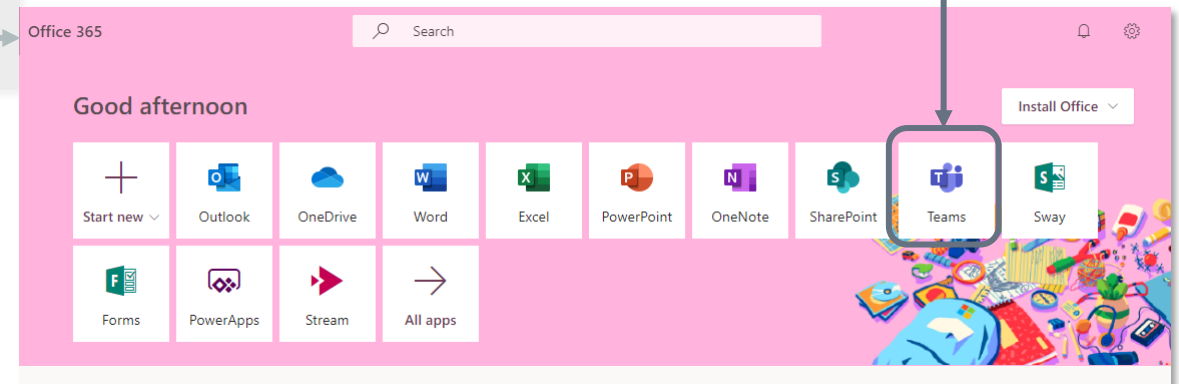 Office 365
Search
Good afternoon
Install Office
Start new
Outlook
OneDrive
Word
Excel
PowerPoint
OneNote
SharePoint
Teams
Sway
Forms
PowerApps
Stream
All apps